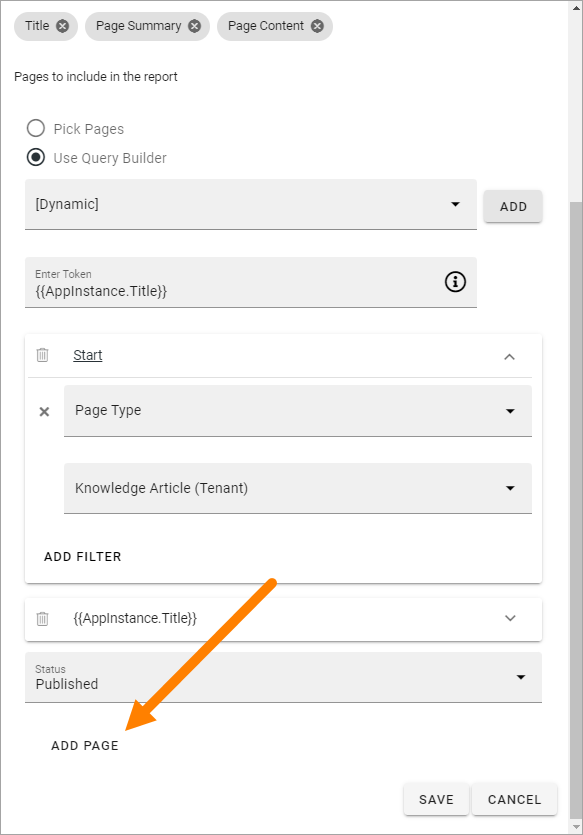 Title
Page Summary
Page Content
Pages to include in the report
Pick Pages
Use Query Builder
[Dynamic]
ADD
Enter Token
{{AppInstance.Title}}
Start
Page Type
Knowledge Article (Tenant)
ADD FILTER
{{AppInstance.Title}}
Status
Published
ADD PAGE
SAVE
CANCEL